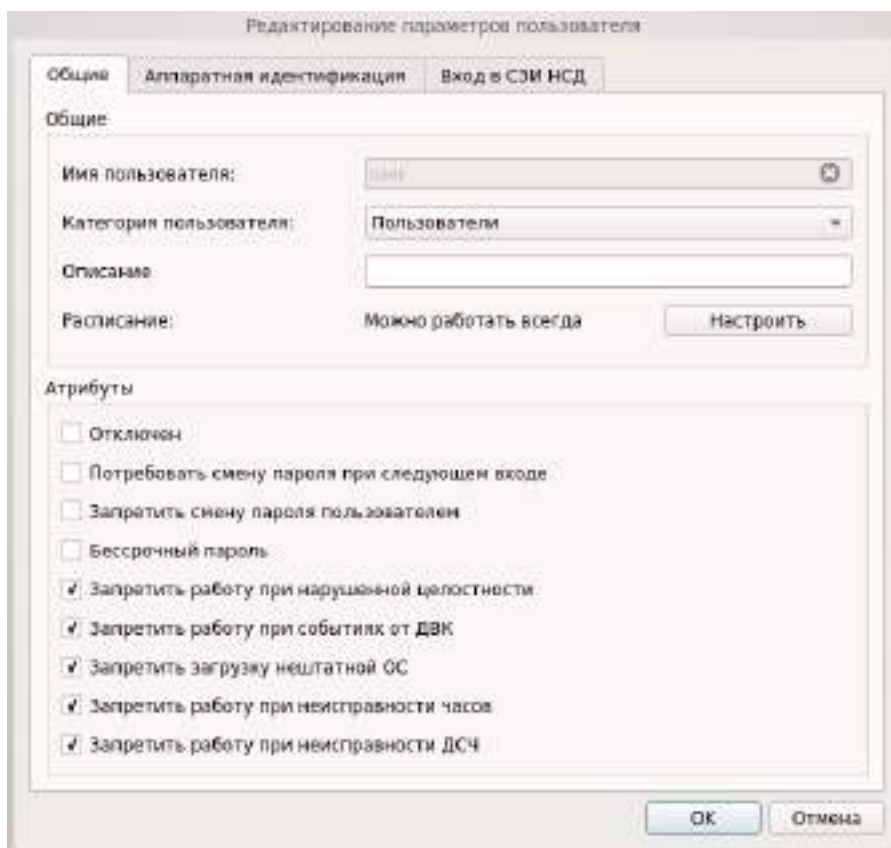 Редактирование параметров пользователя
Общие Аппаратная идентификация Вход в СЗИ НСД
Общие
Имя пользователя: user
Категория пользователя: Пользователи
Описание
Расписание: Можно работать всегда Настроить
Атрибуты
Отключен
Потребовать смену пароля при следующем входе
Запретить смену пароля пользователем
Бессрочный пароль
Запретить работу при нарушенной целостности
Запретить работу при событиях от ДВК
Запретить загрузку нештатной ОС
Запретить работу при неисправности часов
Запретить работу при неисправности ДСЧ
ОК Отмена